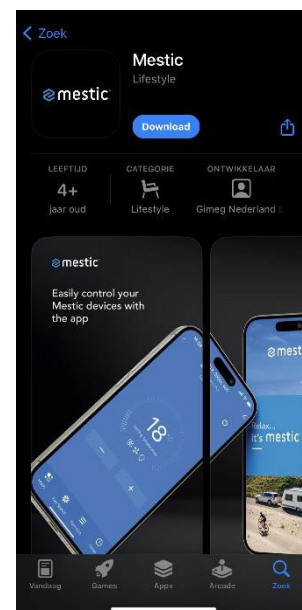 Zoek
Mestic
Lifestyle
mestic
Download
LEEFTIJD
4+
jaar oud
CATEGORIE
Lifestyle
ONTWIKKELAAR
Gimeg Nederland
mestic
Easily control your
Mestic devices with
the app
18
mest
Relax...
it's mestic
Vandaag
Games
Apps
Arcade
Zoek